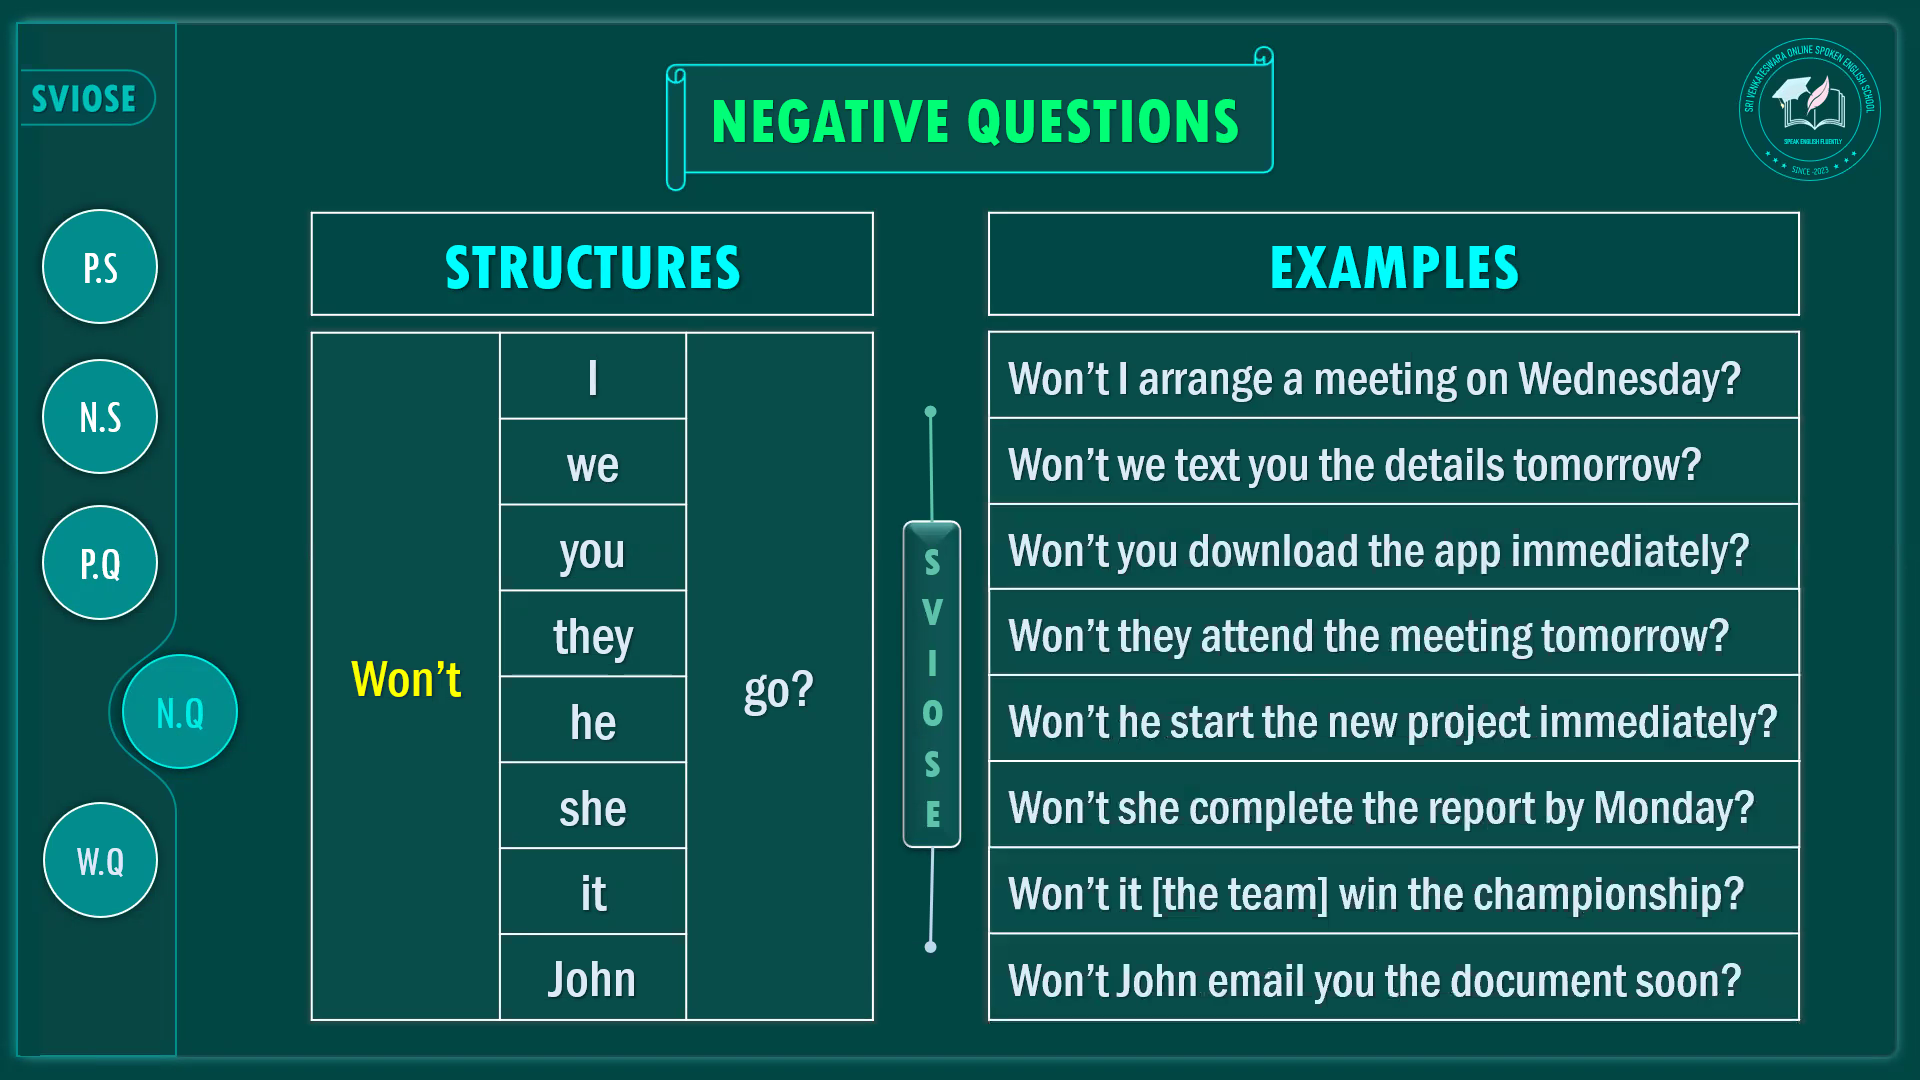 SVIOSE
NEGATIVE QUESTIONS
SRI VENKATESWARA ONLINE SPOKEN ENGLISH SCHOOL
SPEAK ENGLISH FLUENTLY
SINCE -2023
P.S
N.S
P.Q
N.Q
W.Q
STRUCTURES
Won’t
I
we
you
they
he
she
it
John
go?
SVIOSE
EXAMPLES
Won’t I arrange a meeting on Wednesday?
Won’t we text you the details tomorrow?
Won’t you download the app immediately?
Won’t they attend the meeting tomorrow?
Won’t he start the new project immediately?
Won’t she complete the report by Monday?
Won’t it [the team] win the championship?
Won’t John email you the document soon?